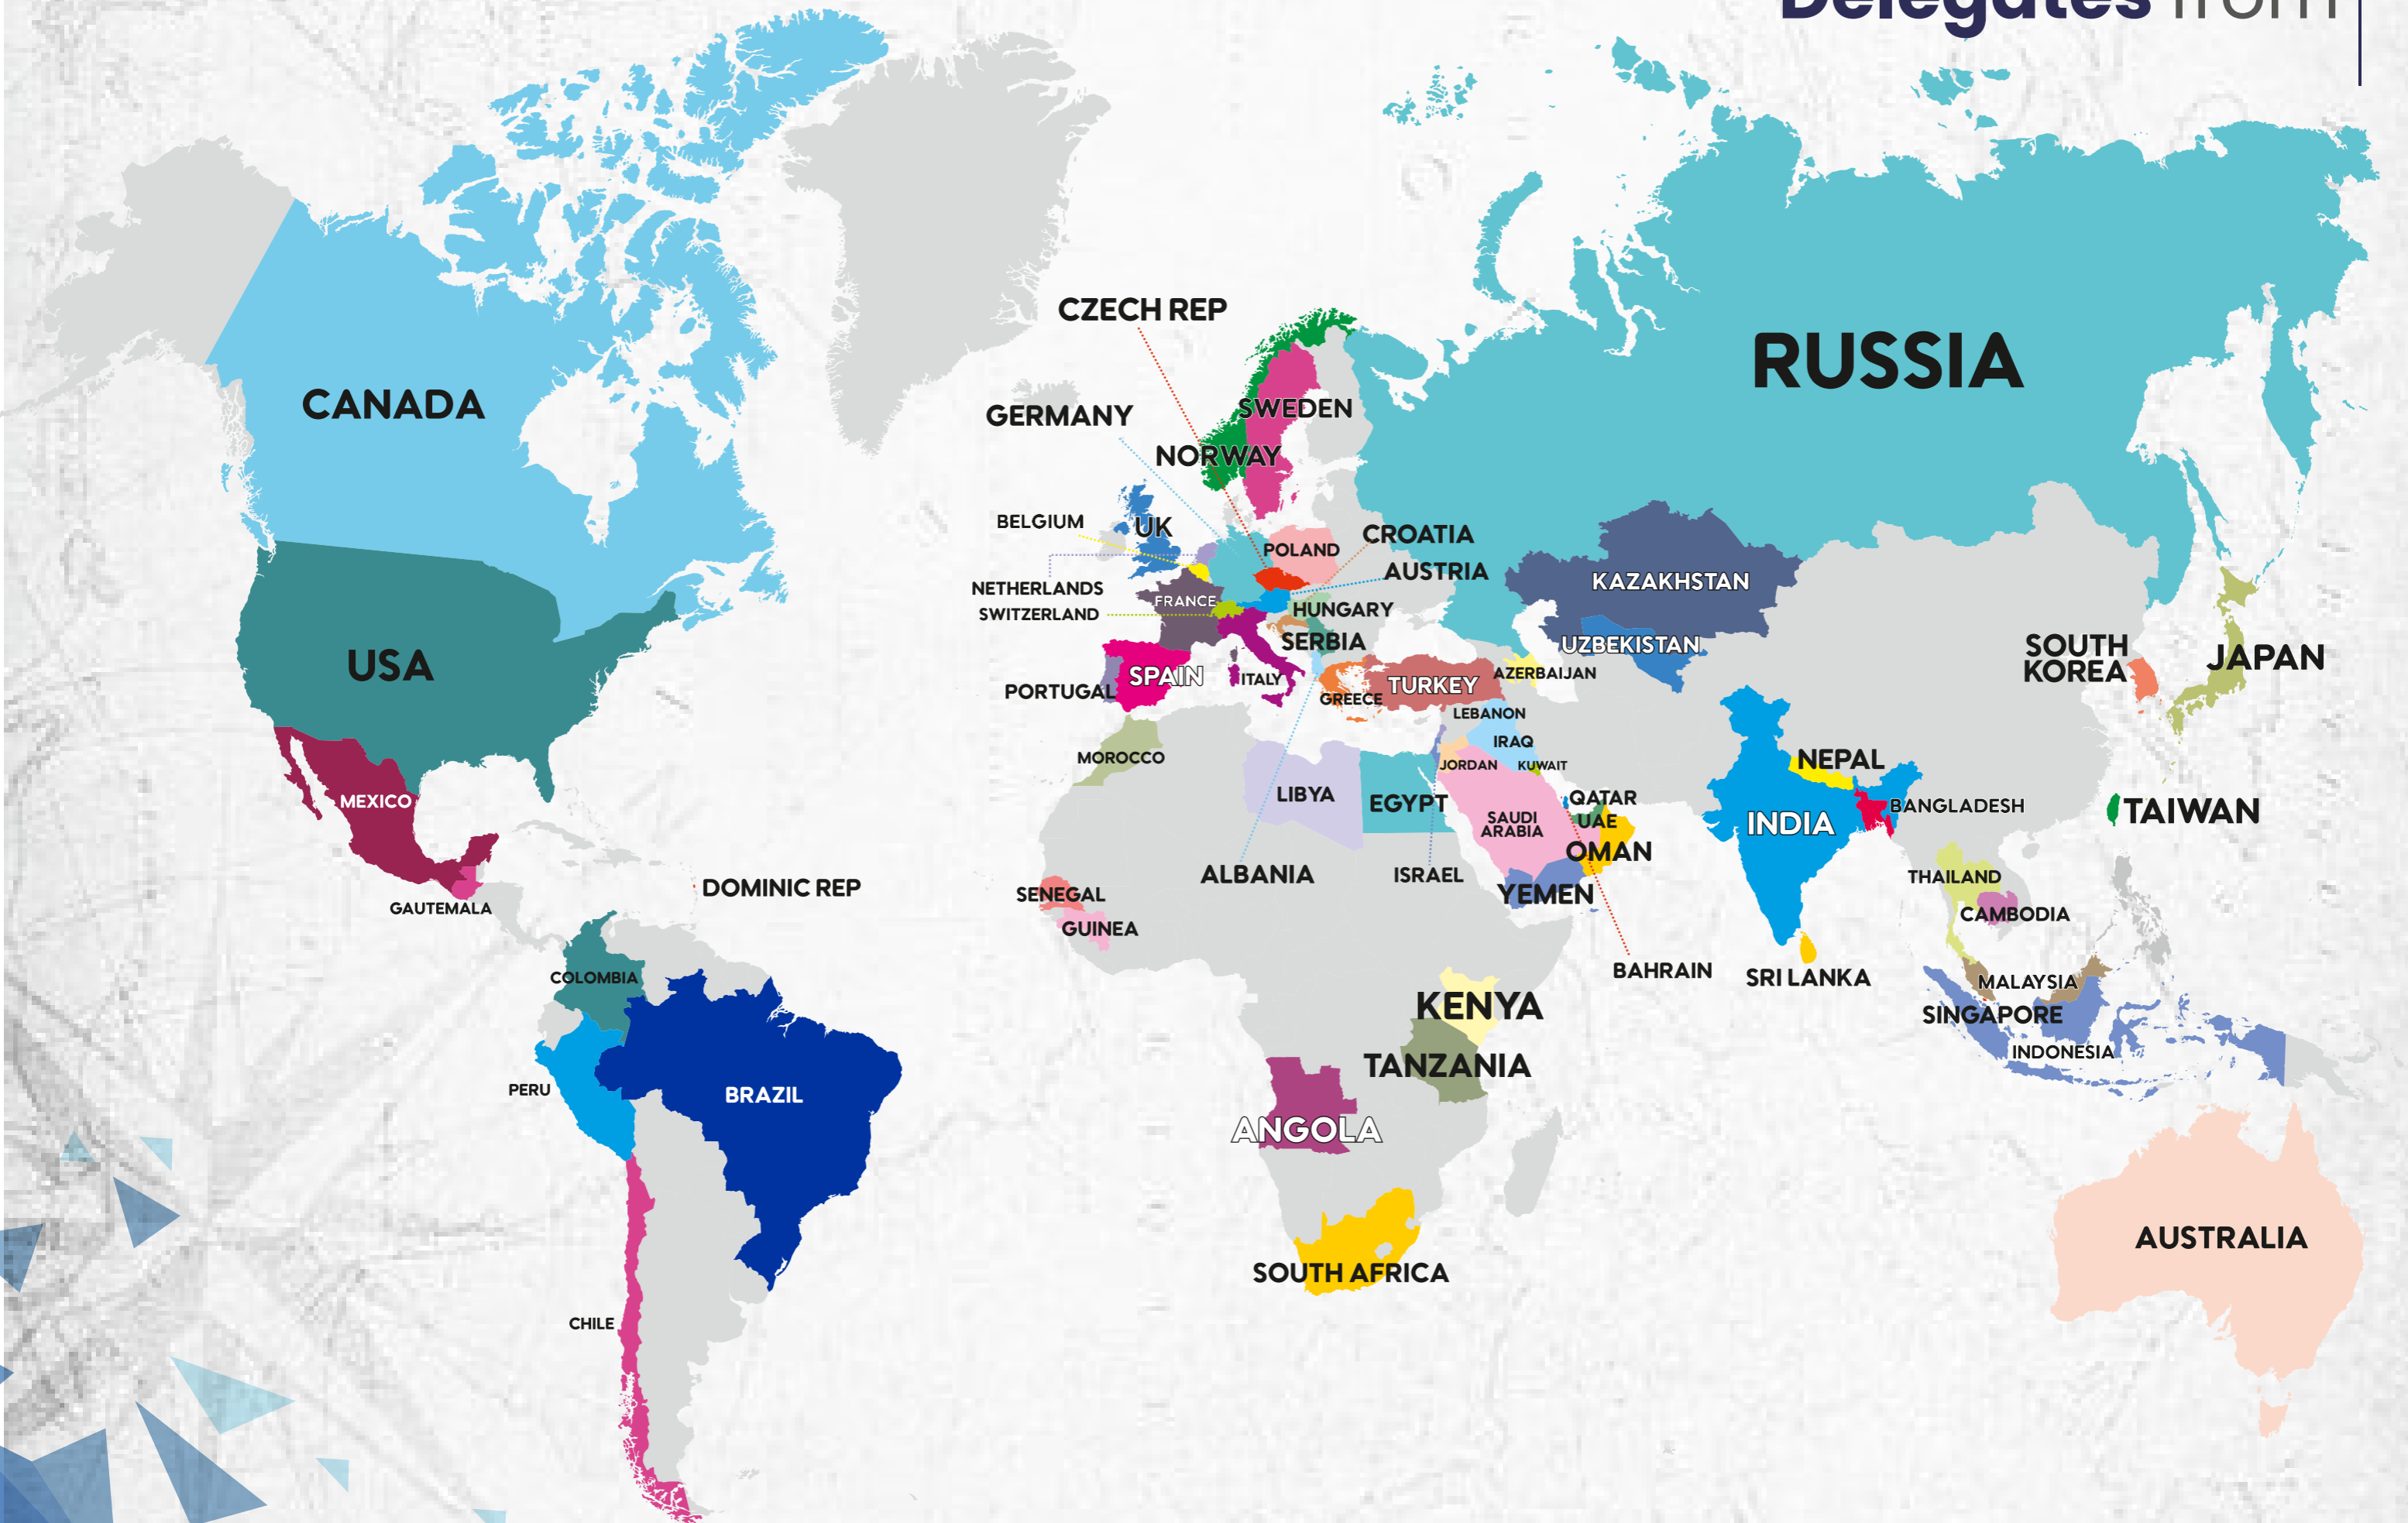 Delegates from
CZECH REP
RUSSIA
CANADA
GERMANY
SWEDEN
NORWAY
BELGIUM
UK
CROATIA
POLAND
AUSTRIA
KAZAKHSTAN
NETHERLANDS
FRANCE
SWITZERLAND
HUNGARY
SERBIA
UZBEKISTAN
USA
SOUTH
KOREA
JAPAN
SPAIN
ITALY
PORTUGAL
TURKEY
AZERBAIJAN
GREECE
LEBANON
IRAQ
MOROCCO
JORDAN
KUWAIT
NEPAL
MEXICO
LIBYA
EGYPT
QATAR
SAUDI
ARABIA
UAE
INDIA
BANGLADESH
TAIWAN
OMAN
ALBANIA
ISRAEL
THAILAND
DOMINIC REP
SENEGAL
YEMEN
GAUTEMALA
CAMBODIA
GUINEA
BAHRAIN
SRI LANKA
COLOMBIA
MALAYSIA
KENYA
SINGAPORE
INDONESIA
TANZANIA
PERU
BRAZIL
ANGOLA
AUSTRALIA
SOUTH AFRICA
CHILE